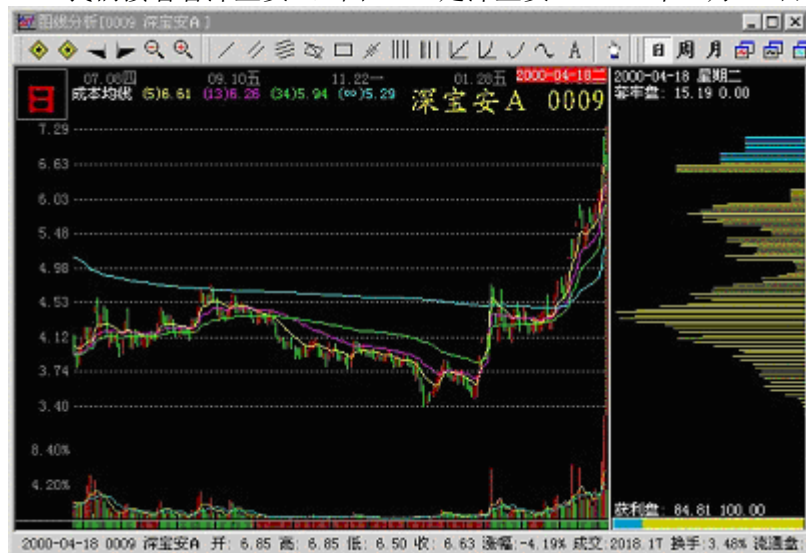 图线分析[0009 深宝安A]
日 周 月
07.08四 09.10五 11.22一 01.28五 2000-04-18二
2000-04-18 星期二
日
成本均线 (5)6.61 (13)6.26 (34)5.94 (∞)5.29
套牢盘: 15.19 0.00
深宝安A 0009
7.29
6.63
6.03
5.48
4.98
4.53
4.12
3.74
3.40
8.40%
4.20%
获利盘: 84.81 100.00
2000-04-18 0009 深宝安A 开: 6.85 高: 6.85 低: 6.50 收: 6.63 涨幅:-4.19% 成交:2018.1T 换手:3.48% 流通盘: